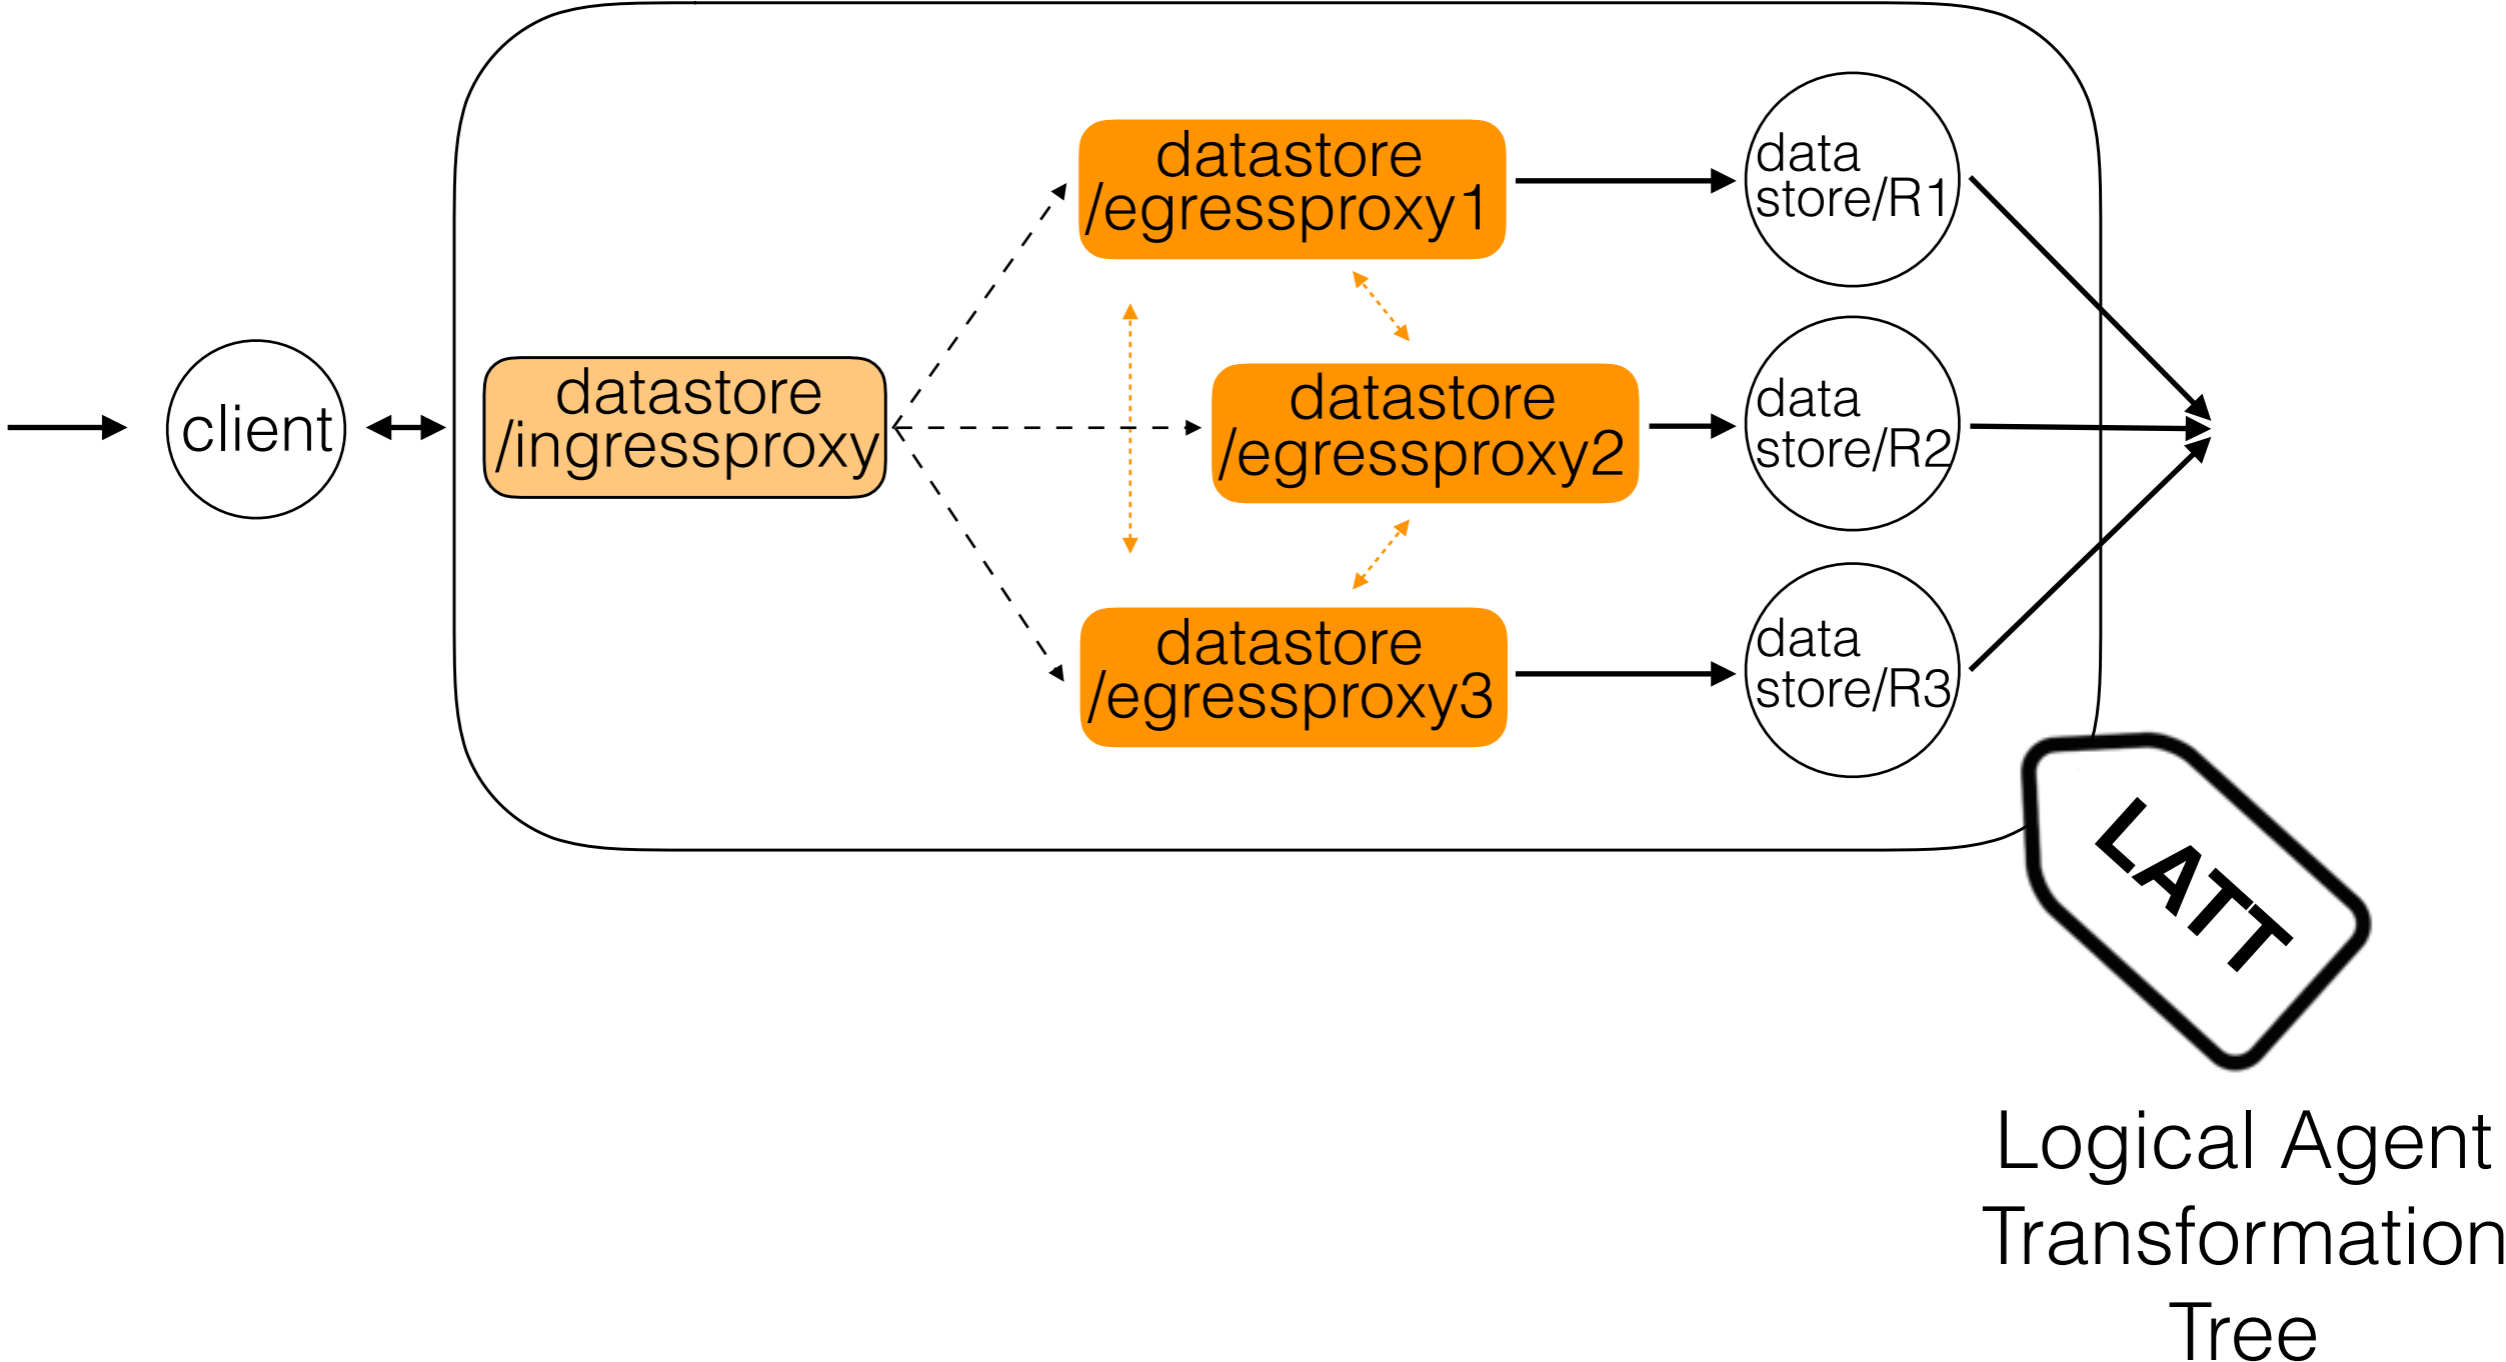 client
datastore
/ingressproxy
datastore
/egressproxy1
datastore
/egressproxy2
datastore
/egressproxy3
data
store/R1
data
store/R2
data
store/R3
LATT
Logical Agent
Transformation
Tree